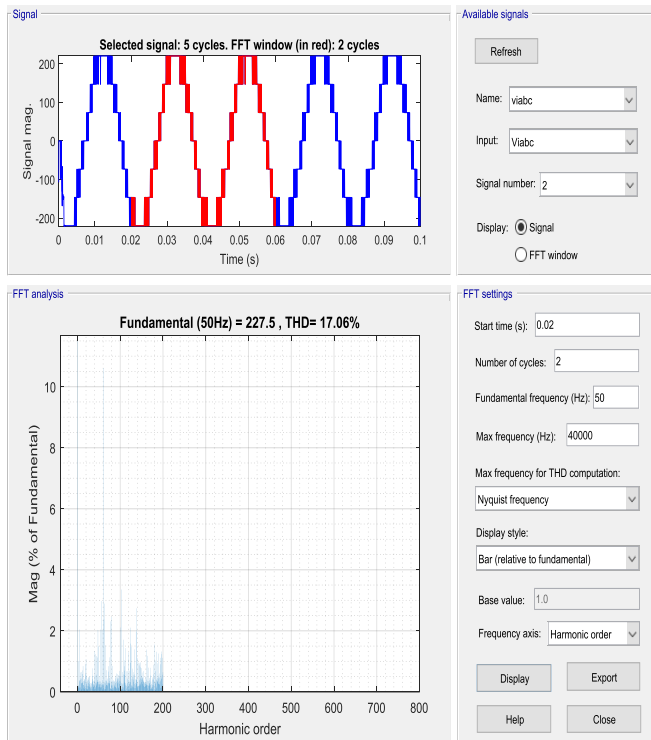 Signal
Selected signal: 5 cycles. FFT window (in red): 2 cycles
200
100
0
-100
-200
Signal mag.
0 0.01 0.02 0.03 0.04 0.05 0.06 0.07 0.08 0.09 0.1
Time (s)
Available signals
Refresh
Name: viabc
Input: Viabc
Signal number: 2
Display: Signal
FFT window
FFT analysis
Fundamental (50Hz) = 227.5 , THD= 17.06%
10
8
6
4
2
0
Mag (% of Fundamental)
0 100 200 300 400 500 600 700 800
Harmonic order
FFT settings
Start time (s): 0.02
Number of cycles: 2
Fundamental frequency (Hz): 50
Max frequency (Hz): 40000
Max frequency for THD computation:
Nyquist frequency
Display style:
Bar (relative to fundamental)
Base value: 1.0
Frequency axis: Harmonic order
Display Export
Help Close